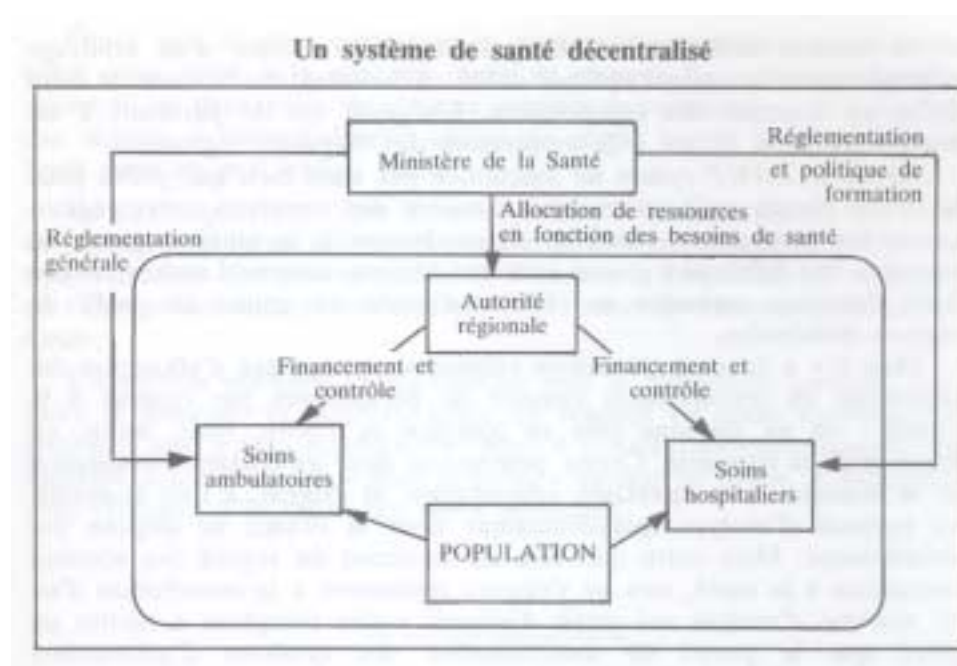 Un système de santé décentralisé
Ministère de la Santé
Réglementation
et politique de
formation
Allocation de ressources
en fonction des besoins de santé
Réglementation
générale
Autorité
régionale
Financement et
contrôle
Financement et
contrôle
Soins
ambulatoires
Soins
hospitaliers
POPULATION